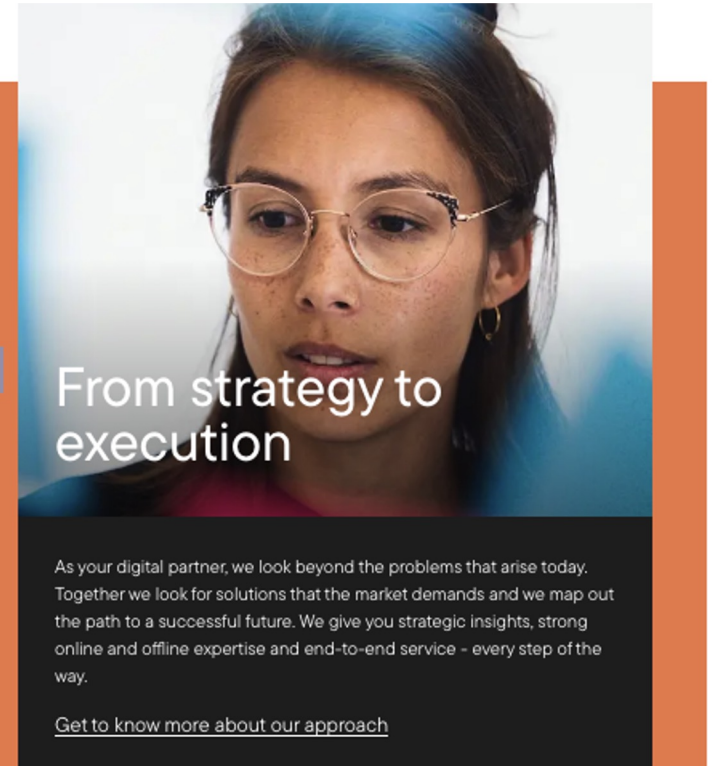 From strategy to
execution
As your digital partner, we look beyond the problems that arise today.
Together we look for solutions that the market demands and we map out
the path to a successful future. We give you strategic insights, strong
online and offline expertise and end-to-end service - every step of the
way.
Get to know more about our approach